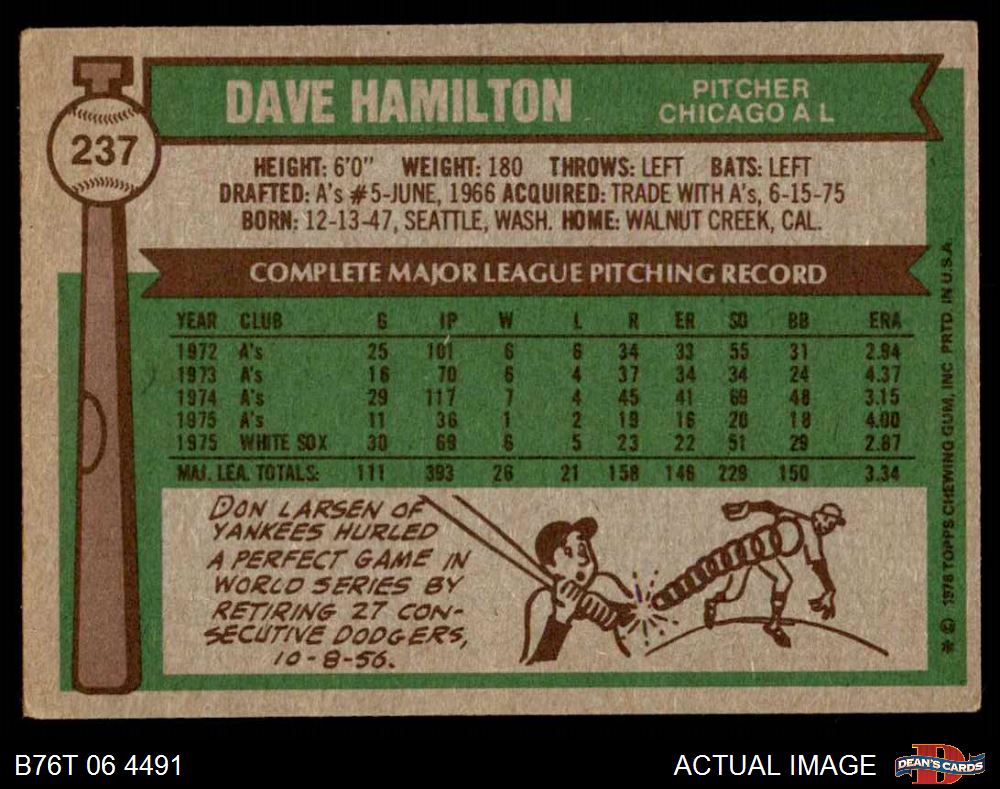 237
DAVE HAMILTON
PITCHER
CHICAGO A L
HEIGHT: 6'0" WEIGHT: 180 THROWS: LEFT BATS: LEFT
DRAFTED: A's #5-JUNE, 1966 ACQUIRED: TRADE WITH A's, 6-15-75
BORN: 12-13-47, SEATTLE, WASH. HOME: WALNUT CREEK, CAL.
COMPLETE MAJOR LEAGUE PITCHING RECORD
YEAR CLUB G IP W L R ER SO BB ERA
1972 A's 25 101 6 6 34 33 55 31 2.94
1973 A's 16 70 6 4 37 34 34 24 4.37
1974 A's 29 117 7 4 45 41 69 48 3.15
1975 A's 11 36 1 2 19 16 20 18 4.00
1975 WHITE SOX 30 69 6 5 23 22 51 29 2.87
MAJ. LEA. TOTALS: 111 393 26 21 158 146 229 150 3.34
DON LARSEN OF
YANKEES HURLED
A PERFECT GAME IN
WORLD SERIES BY
RETIRING 27 CON-
SECUTIVE DODGERS,
10-8-56.
* © 1976 TOPPS CHEWING GUM, INC PRTD. IN U.S.A.
B76T 06 4491
ACTUAL IMAGE
D
DEAN'S CARDS